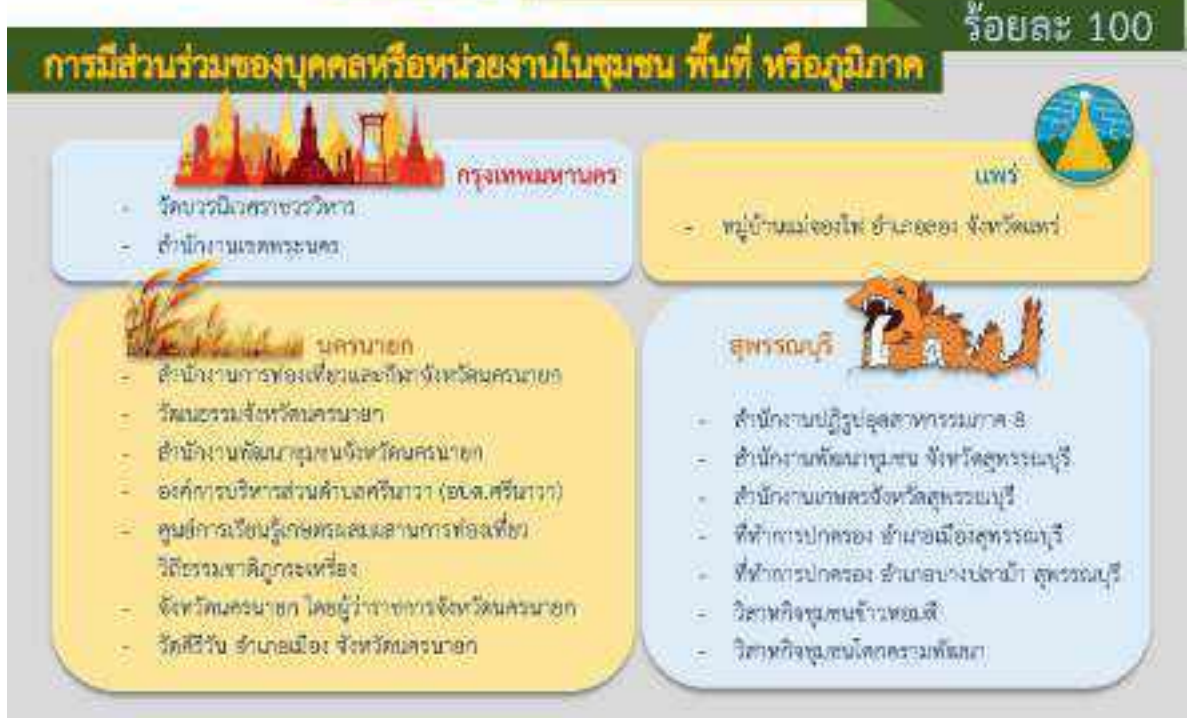 ร้อยละ 100
การมีส่วนร่วมของบุคคลหรือหน่วยงานในชุมชน พื้นที่ หรือภูมิภาค
กรุงเทพมหานคร
- วัดบวรนิเวศราชวรวิหาร
- สำนักงานเขตพระนคร
แพร่
- หมู่บ้านแม่จองไฟ อำเภอลอง จังหวัดแพร่
นครนายก
- สำนักงานการท่องเที่ยวและกีฬาจังหวัดนครนายก
- วัฒนธรรมจังหวัดนครนายก
- สำนักงานพัฒนาชุมชนจังหวัดนครนายก
- องค์การบริหารส่วนตำบลศรีนาวา (อบต.ศรีนาวา)
- ศูนย์การเรียนรู้เกษตรผสมผสานการท่องเที่ยว
วิถีธรรมชาติภูกะเหรี่ยง
- จังหวัดนครนายก โดยผู้ว่าราชการจังหวัดนครนายก
- วัดคีรีวัน อำเภอเมือง จังหวัดนครนายก
สุพรรณบุรี
- สำนักงานปฏิรูปอุตสาหกรรมภาค 8
- สำนักงานพัฒนาชุมชน จังหวัดสุพรรณบุรี
- สำนักงานเกษตรจังหวัดสุพรรณบุรี
- ที่ทำการปกครอง อำเภอเมืองสุพรรณบุรี
- ที่ทำการปกครอง อำเภอบางปลาม้า สุพรรณบุรี
- วิสาหกิจชุมชนข้าวหอมดี
- วิสาหกิจชุมชนโคกครามพัฒนา